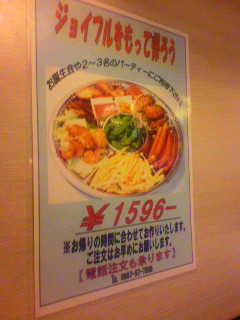 ジョイフルをもって帰ろう
お誕生会や2〜3名のパーティーにご利用下さい。
¥1596-
※お帰りの時間に合わせてお作りいたします。
ご注文はお早めにお願いします。
【電話注文も承ります】
TEL 0887-57-7500